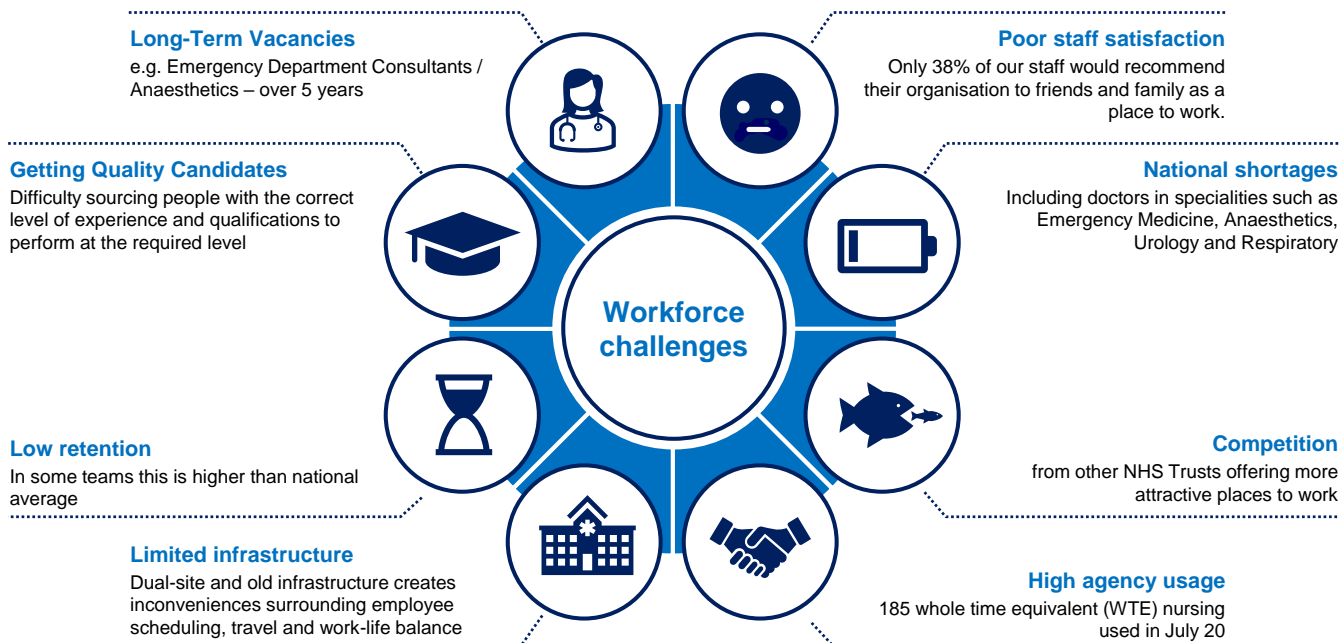 Long-Term Vacancies
e.g. Emergency Department Consultants /
Anaesthetics – over 5 years
Poor staff satisfaction
Only 38% of our staff would recommend
their organisation to friends and family as a
place to work.
Getting Quality Candidates
Difficulty sourcing people with the correct
level of experience and qualifications to
perform at the required level
National shortages
Including doctors in specialities such as
Emergency Medicine, Anaesthetics,
Urology and Respiratory
Workforce
challenges
Low retention
In some teams this is higher than national
average
Competition
from other NHS Trusts offering more
attractive places to work
Limited infrastructure
Dual-site and old infrastructure creates
inconveniences surrounding employee
scheduling, travel and work-life balance
High agency usage
185 whole time equivalent (WTE) nursing
used in July 20